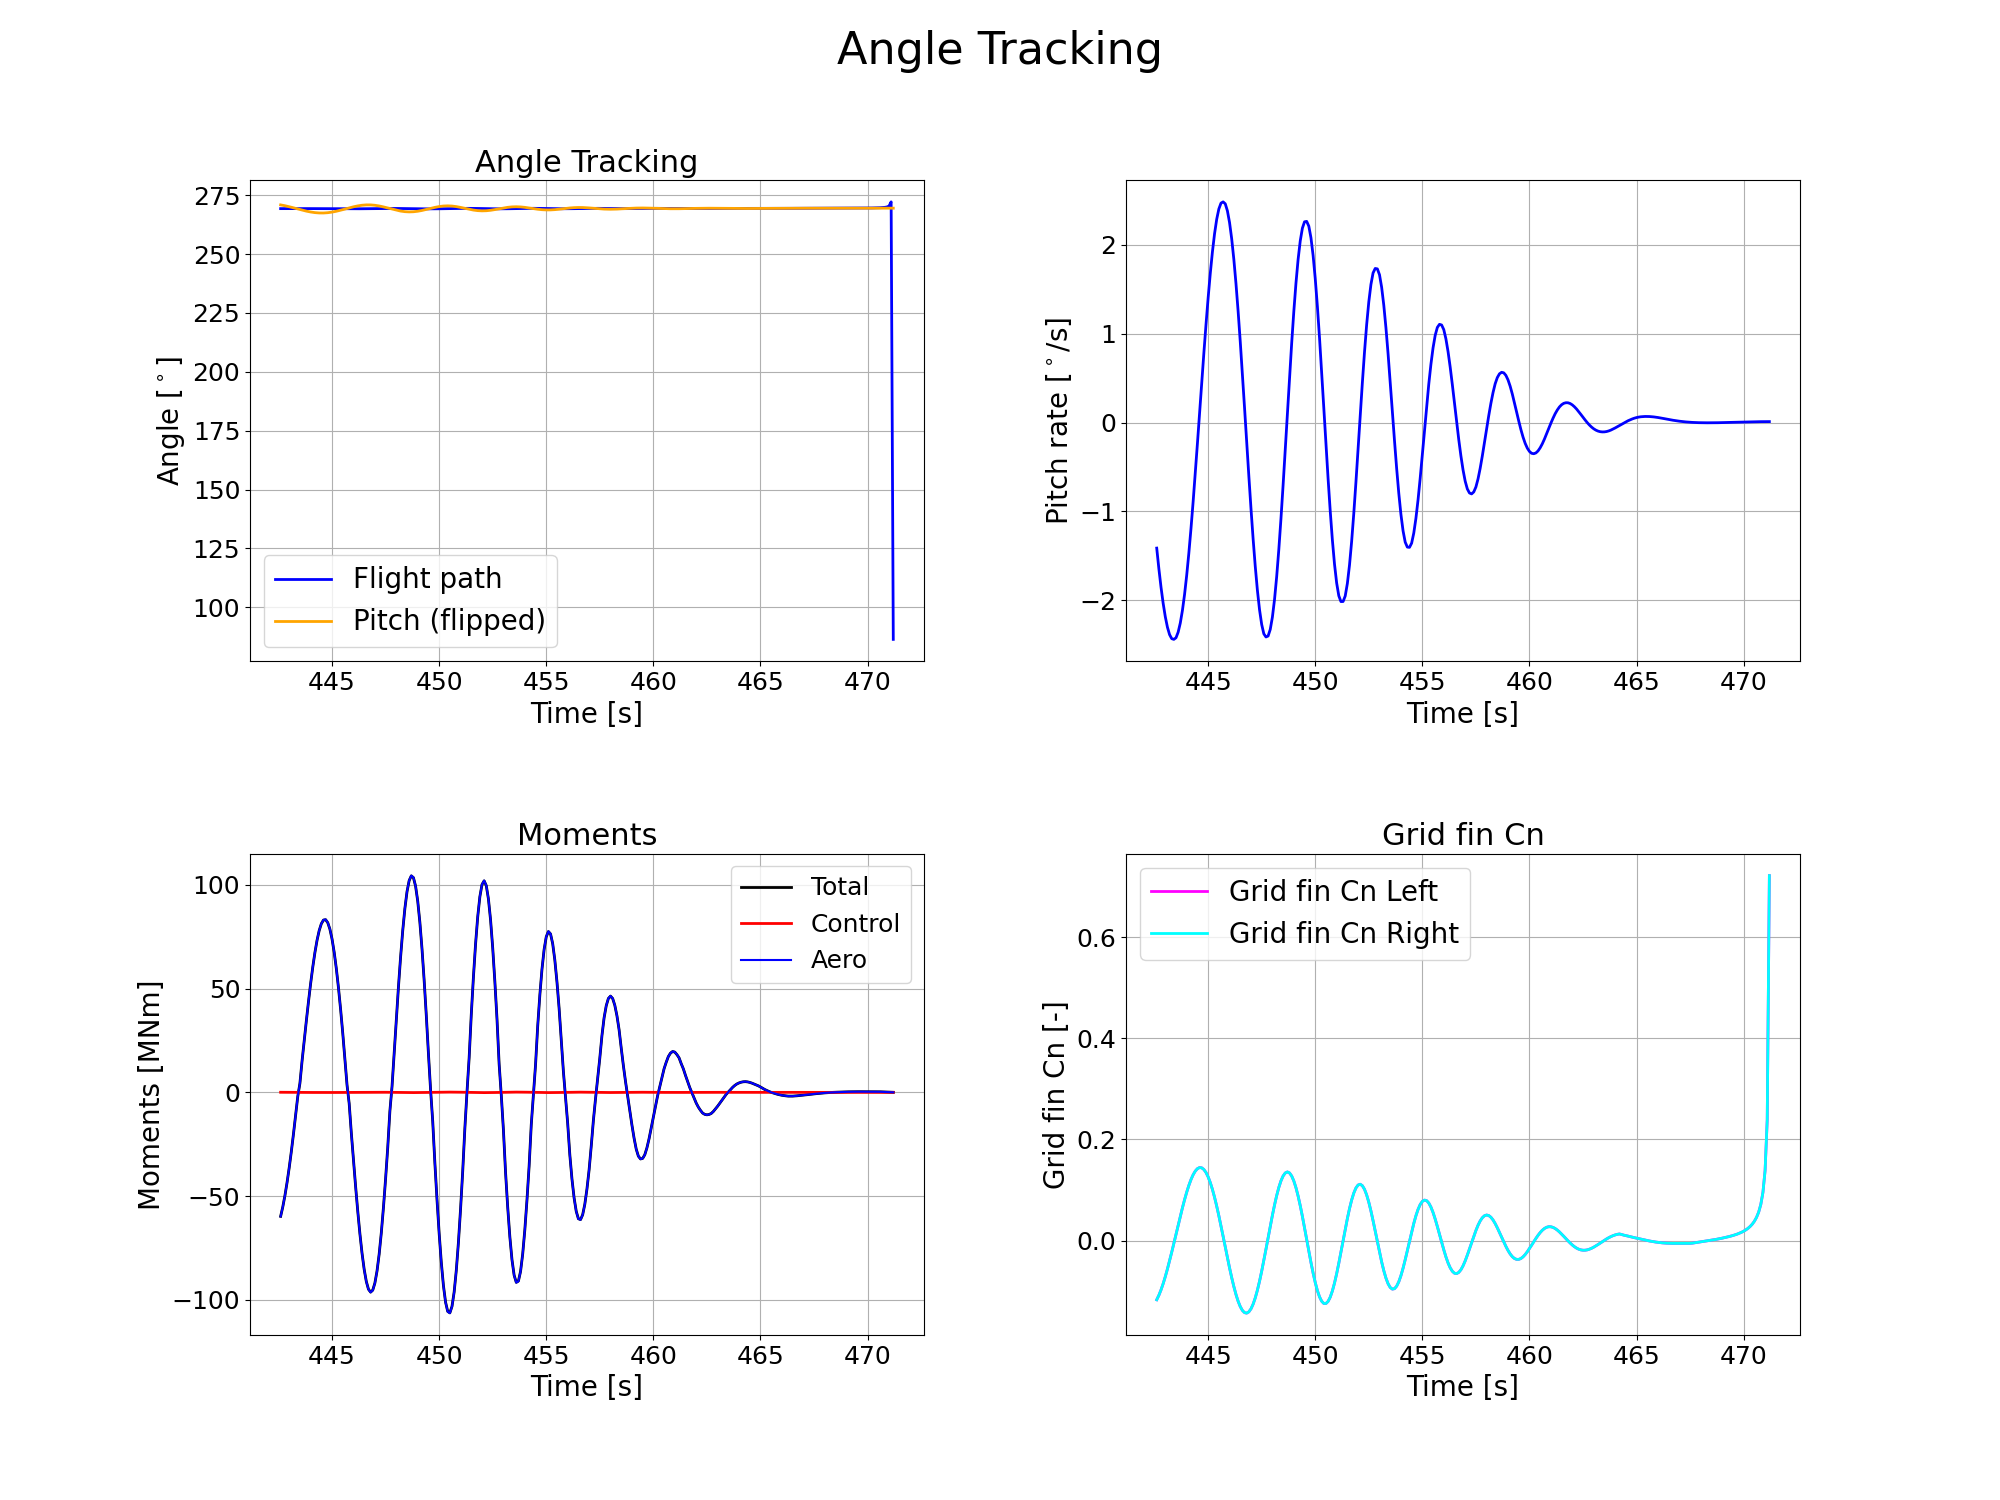 Angle Tracking
Angle Tracking
275
250
225
200
175
150
125
100
Angle [°]
Flight path
Pitch (flipped)
445 450 455 460 465 470
Time [s]
2
1
0
−1
−2
Pitch rate [°/s]
445 450 455 460 465 470
Time [s]
Moments
100
50
0
−50
−100
Moments [MNm]
Total
Control
Aero
445 450 455 460 465 470
Time [s]
Grid fin Cn
Grid fin Cn Left
Grid fin Cn Right
0.6
0.4
0.2
0.0
Grid fin Cn [-]
445 450 455 460 465 470
Time [s]